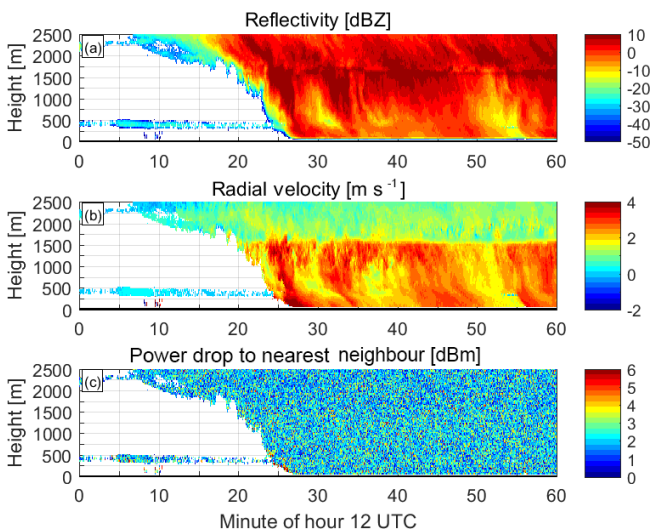 Reflectivity [dBZ]
(a)
Height [m]
2500
2000
1500
1000
500
0
0 10 20 30 40 50 60
10
0
-10
-20
-30
-40
-50
Radial velocity [m s⁻¹]
(b)
Height [m]
2500
2000
1500
1000
500
0
0 10 20 30 40 50 60
4
2
0
-2
Power drop to nearest neighbour [dBm]
(c)
Height [m]
2500
2000
1500
1000
500
0
0 10 20 30 40 50 60
6
5
4
3
2
1
0
Minute of hour 12 UTC